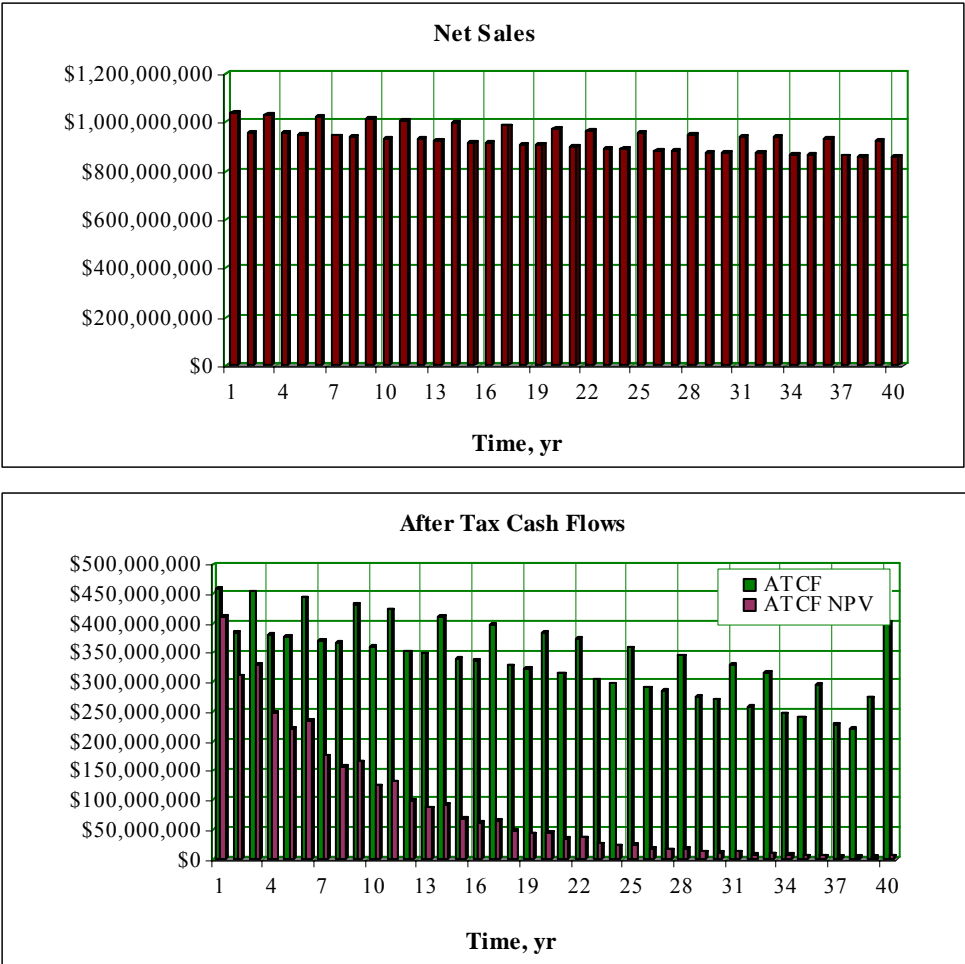 Net Sales
$1,200,000,000
$1,000,000,000
$800,000,000
$600,000,000
$400,000,000
$200,000,000
$0
1 4 7 10 13 16 19 22 25 28 31 34 37 40
Time, yr
After Tax Cash Flows
$500,000,000
$450,000,000
$400,000,000
$350,000,000
$300,000,000
$250,000,000
$200,000,000
$150,000,000
$100,000,000
$50,000,000
$0
ATCF
ATCF NPV
1 4 7 10 13 16 19 22 25 28 31 34 37 40
Time, yr